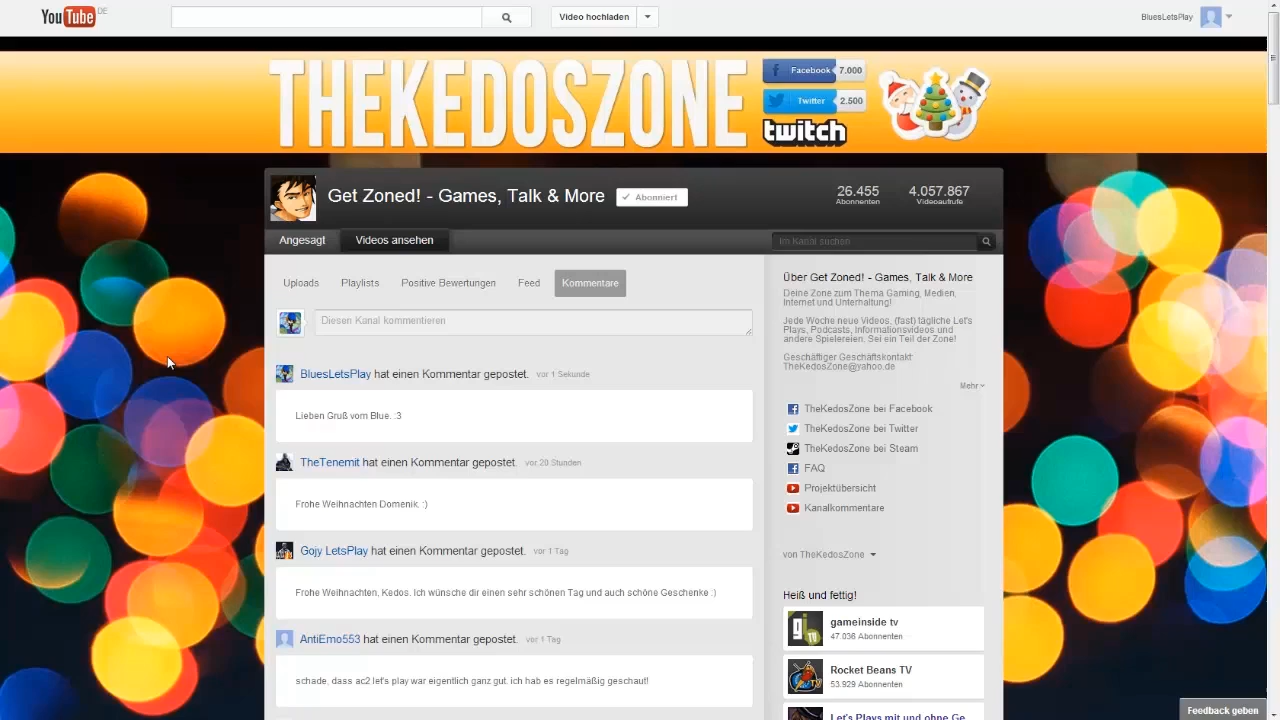 YouTube DE
Video hochladen
BluesLetsPlay
THEKEDOSZONE
Facebook 7.000
Twitter 2.500
twitch
Get Zoned! - Games, Talk & More
Abonniert
26.455
Abonnenten
4.057.867
Videoaufrufe
Angesagt
Videos ansehen
Im Kanal suchen
Uploads
Playlists
Positive Bewertungen
Feed
Kommentare
Diesen Kanal kommentieren
BluesLetsPlay hat einen Kommentar gepostet. vor 1 Sekunde
Lieben Gruß vom Blue. :3
TheTenemit hat einen Kommentar gepostet. vor 20 Stunden
Frohe Weihnachten Domenik. :)
Gojy LetsPlay hat einen Kommentar gepostet. vor 1 Tag
Frohe Weihnachten, Kedos. Ich wünsche dir einen sehr schönen Tag und auch schöne Geschenke :)
AntiEmo553 hat einen Kommentar gepostet. vor 1 Tag
schade, dass ac2 let's play war eigentlich ganz gut. ich hab es regelmäßig geschaut!
Über Get Zoned! - Games, Talk & More
Deine Zone zum Thema Gaming, Medien,
Internet und Unterhaltung!
Jede Woche neue Videos, (fast) tägliche Let's
Plays, Podcasts, Informationsvideos und
andere Spielereien. Sei ein Teil der Zone!
Geschäftiger Geschäftskontakt:
TheKedosZone@yahoo.de
Mehr
TheKedosZone bei Facebook
TheKedosZone bei Twitter
TheKedosZone bei Steam
FAQ
Projektübersicht
Kanalkommentare
von TheKedosZone
Heiß und fettig!
gameinside tv
47.036 Abonnenten
Rocket Beans TV
53.929 Abonnenten
Let's Plays mit und ohne Ge...
Feedback geben